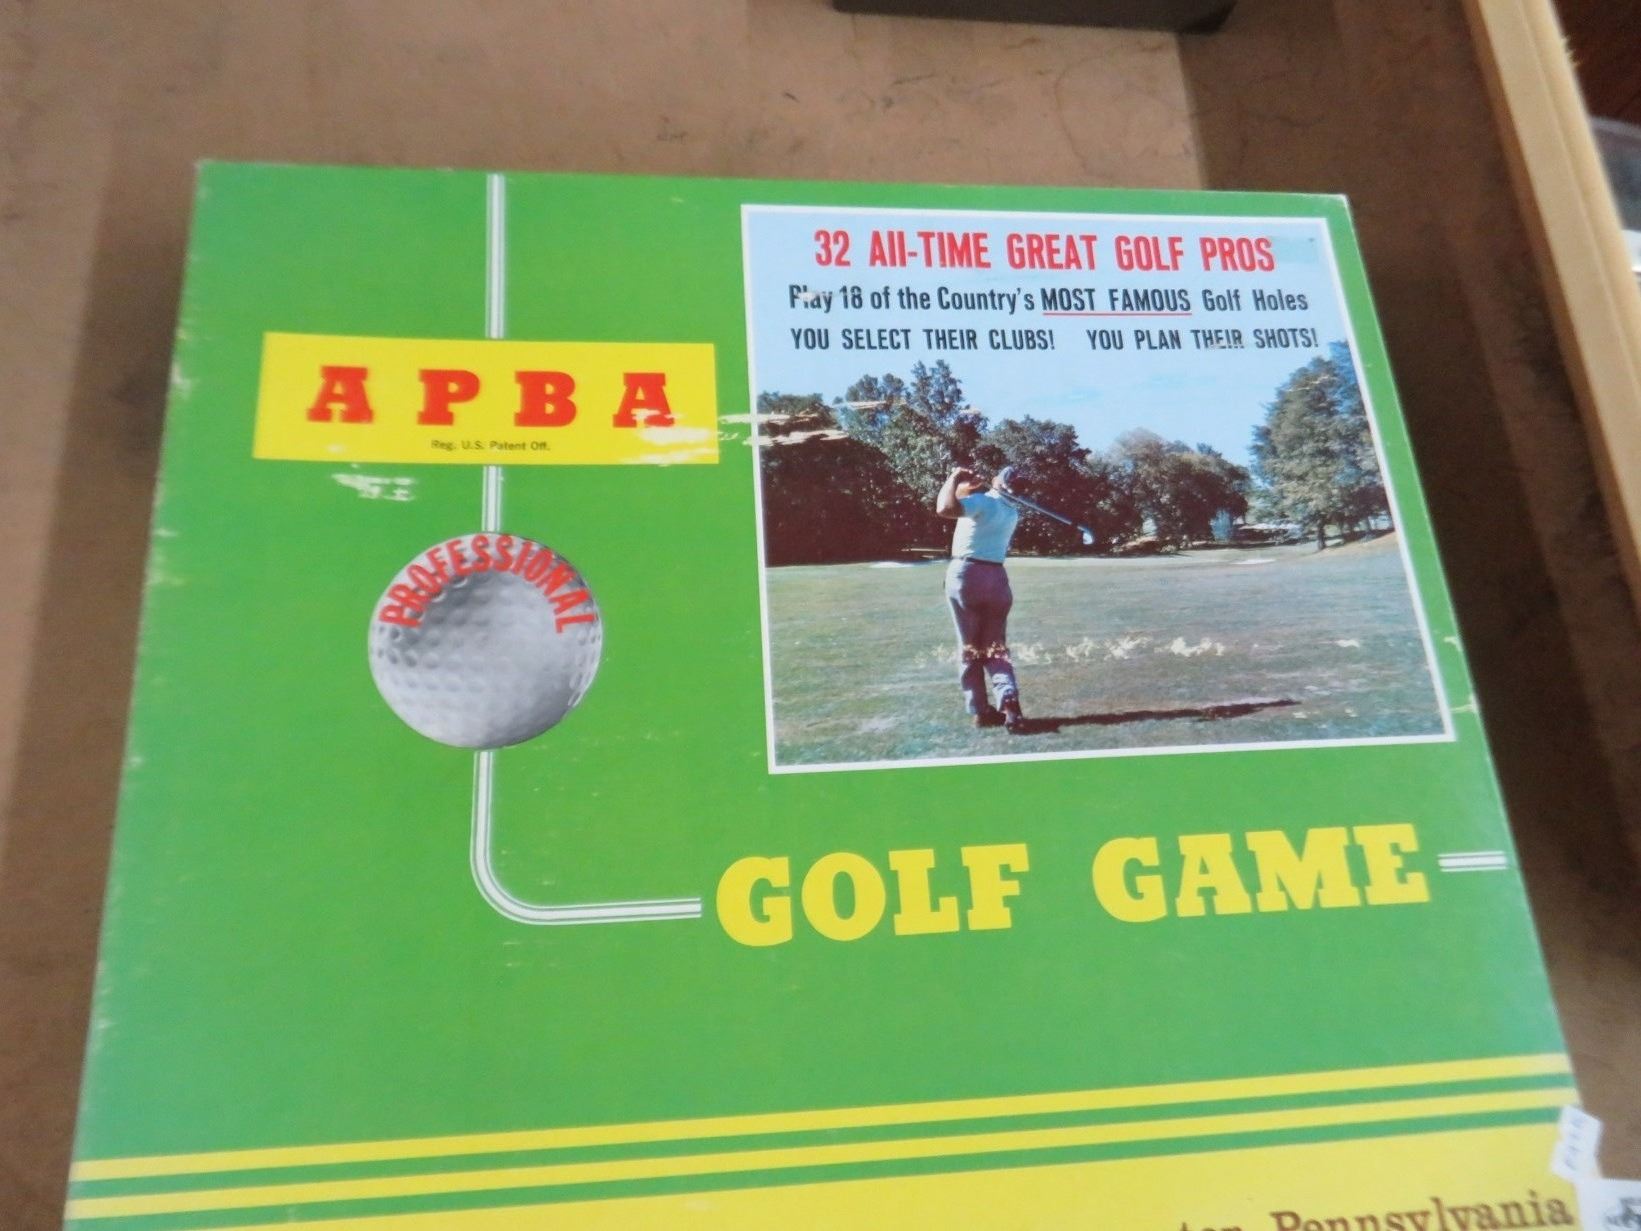 32 All-TIME GREAT GOLF PROS
Play 18 of the Country's MOST FAMOUS Golf Holes
YOU SELECT THEIR CLUBS! YOU PLAN THEIR SHOTS!
APBA
Reg. U.S. Patent Off.
PROFESSIONAL
GOLF GAME
Pennsylvania